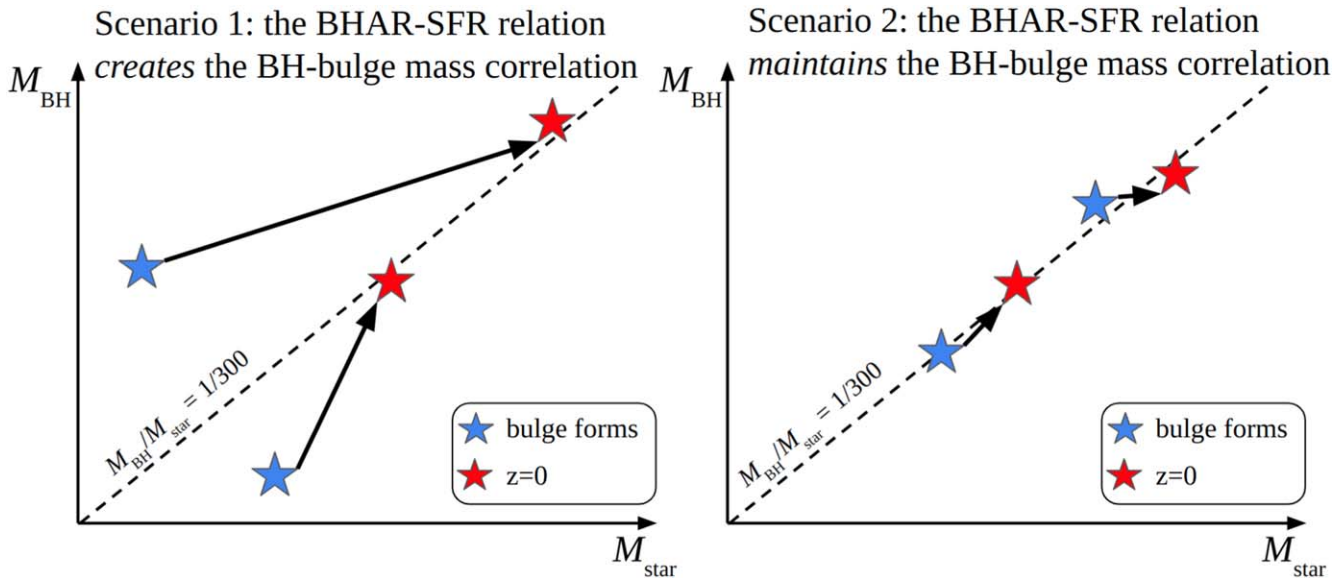 Scenario 1: the BHAR-SFR relation
creates the BH-bulge mass correlation
M_BH
M_BH/M_star = 1/300
bulge forms
z=0
M_star
Scenario 2: the BHAR-SFR relation
maintains the BH-bulge mass correlation
M_BH
M_BH/M_star = 1/300
bulge forms
z=0
M_star